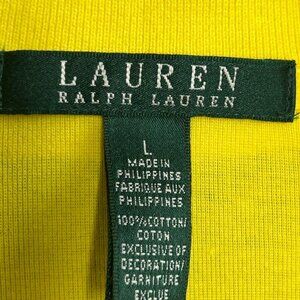 LAUREN
RALPH LAUREN
L
MADE IN
PHILIPPINES
FABRIQUE AUX
PHILIPPINES
100%COTTON/
COTON
EXCLUSIVE OF
DECORATION/
GARNITURE
EXCLUE